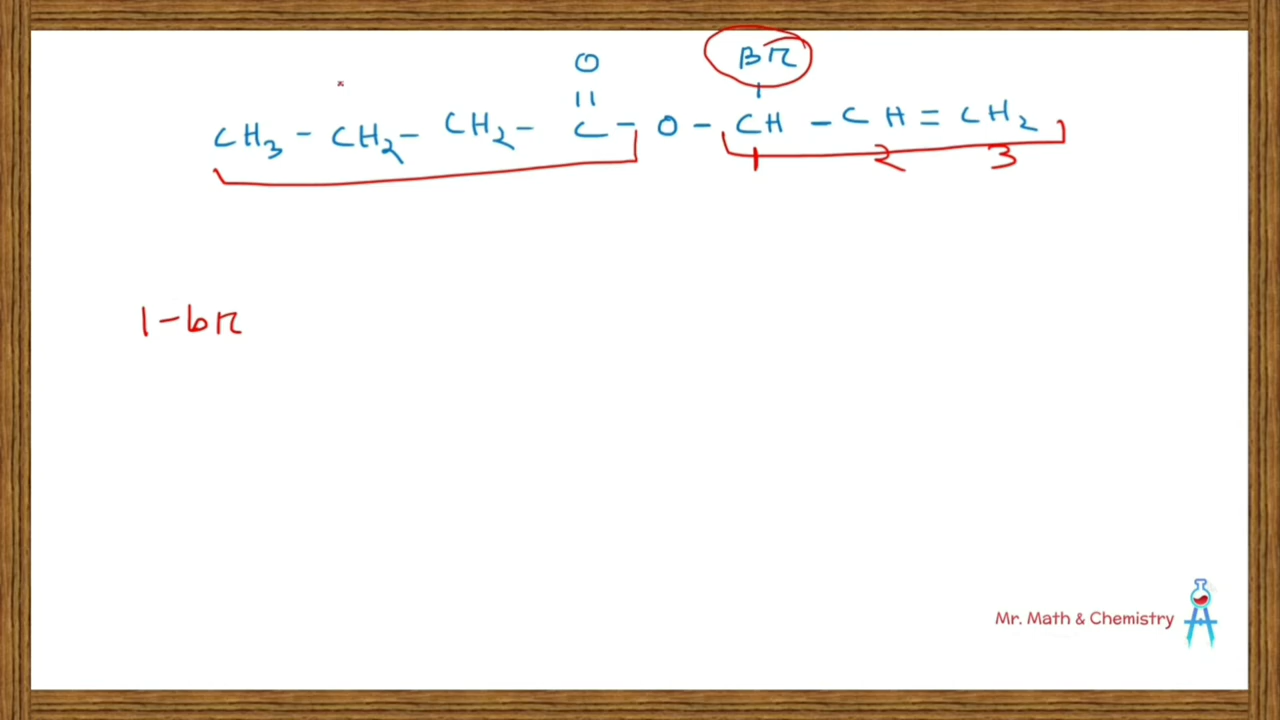 O Br
||
CH3 - CH2 - CH2 - C - O - CH - CH = CH2
1 2 3
1-br
Mr. Math & Chemistry